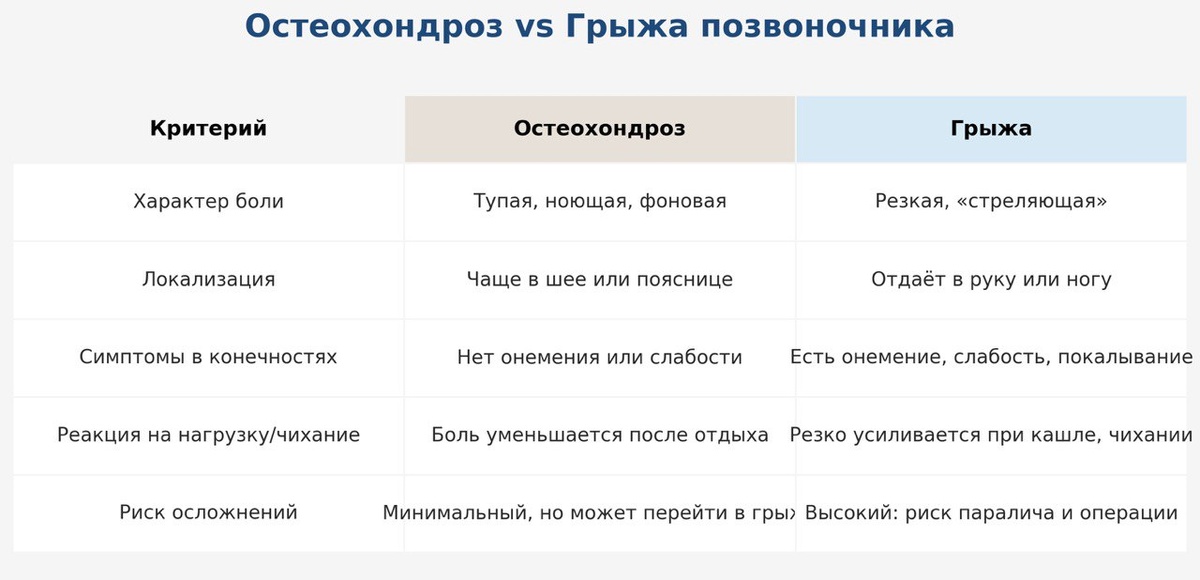 Остеохондроз vs Грыжа позвоночника
Критерий Остеохондроз Грыжа
Характер боли Тупая, ноющая, фоновая Резкая, «стреляющая»
Локализация Чаще в шее или пояснице Отдаёт в руку или ногу
Симптомы в конечностях Нет онемения или слабости Есть онемение, слабость, покалывание
Реакция на нагрузку/чихание Боль уменьшается после отдыха Резко усиливается при кашле, чихании
Риск осложнений Минимальный, но может перейти в Высокий: риск паралича и операции